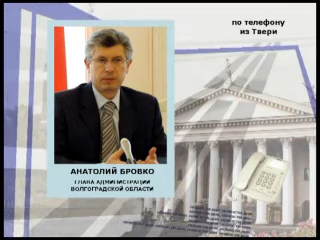 по телефону
из Твери
АНАТОЛИЙ БРОВКО
ГЛАВА АДМИНИСТРАЦИИ
ВОЛГОГРАДСКОЙ ОБЛАСТИ